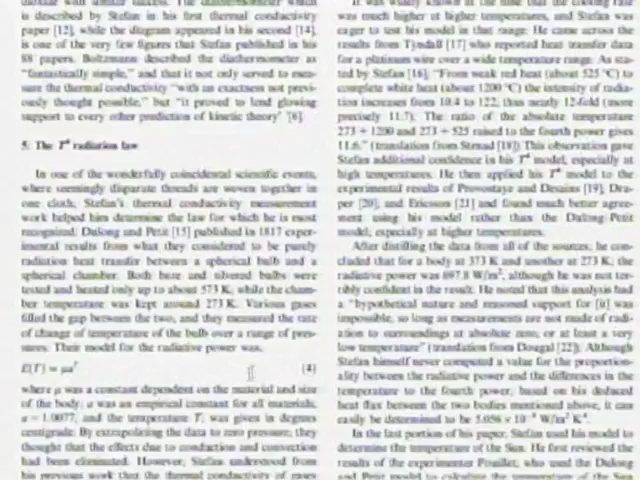 is described by Stefan in his first thermal conductivity
paper [12], while the diagram appeared in his second [14],
is one of the very few figures that Stefan published in his
88 papers. Boltzmann described the diathermometer as
"fantastically simple," and that it not only served to mea-
sure the thermal conductivity "with an exactness not previ-
ously thought possible," but "it proved to lend glowing
support to every other prediction of kinetic theory" [6].
5. The T⁴ radiation law
In one of the wonderfully coincidental scientific events,
where seemingly disparate threads are woven together in
one cloth, Stefan's thermal conductivity measurement
work helped him determine the law for which he is most
recognized. Dulong and Petit [15] published in 1817 exper-
imental results from what they considered to be purely
radiation heat transfer between a spherical bulb and a
spherical chamber. Both bare and silvered bulbs were
tested and heated only up to about 573 K, while the cham-
ber temperature was kept around 273 K. Various gases
filled the gap between the two, and they measured the rate
of change of temperature of the bulb over a range of pres-
sures. Their model for the radiative power was,
E(T) = μaᵀ (4)
where μ was a constant dependent on the material and size
of the body, a was an empirical constant for all materials,
a = 1.0077, and the temperature T, was given in degrees
centigrade. By extrapolating the data to zero pressure, they
thought that the effects due to conduction and convection
had been eliminated. However, Stefan understood from
his previous work that the thermal conductivity of gases
was much higher at higher temperatures, and Stefan was
eager to test his model in that range. He came across the
results from Tyndall [17] who reported heat transfer data
for a platinum wire over a wide temperature range. As sta-
ted by Stefan [16], "From weak red heat (about 525 °C) to
complete white heat (about 1200 °C) the intensity of radia-
tion increases from 10.4 to 122, thus nearly 12-fold (more
precisely 11.7). The ratio of the absolute temperature
273 + 1200 and 273 + 525 raised to the fourth power gives
11.6." (translation from Strnad [18]) This observation gave
Stefan additional confidence in his T⁴ model, especially at
high temperatures. He then applied his T⁴ model to the
experimental results of Provostaye and Desains [19], Dra-
per [20], and Ericsson [21] and found much better agree-
ment using his model rather than the Dulong-Petit
model, especially at higher temperatures.
After distilling the data from all of the sources, he con-
cluded that for a body at 373 K and another at 273 K, the
radiative power was 697.8 W/m², although he was not ter-
ribly confident in the result. He noted that this analysis had
a "hypothetical nature and reasoned support for [it] was
impossible, so long as measurements are not made of radi-
ation to surroundings at absolute zero, or at least a very
low temperature" (translation from Dougal [22]). Although
Stefan himself never computed a value for the proportion-
ality between the radiative power and the differences in the
temperature to the fourth power, based on his deduced
heat flux between the two bodies mentioned above, it can
easily be determined to be 5.056 × 10⁻⁸ W/m² K⁴.
In the last portion of his paper, Stefan used his model to
determine the temperature of the Sun. He first reviewed the
results of the experimenter Pouillet, who used the Dulong
and Petit model to calculate the temperature of the Sun